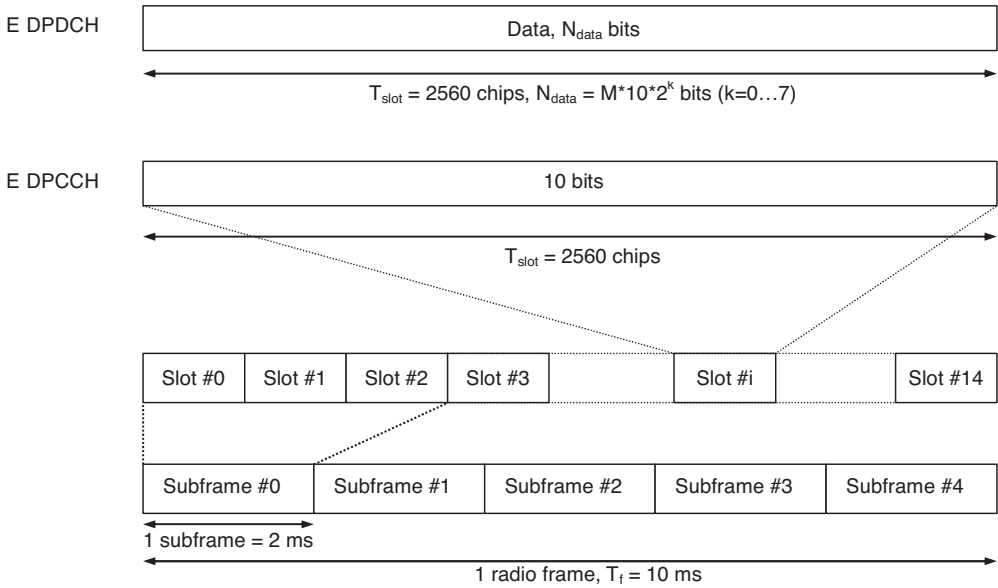 E DPDCH
Data, N_data bits
T_slot = 2560 chips, N_data = M*10*2^k bits (k=0…7)
E DPCCH
10 bits
T_slot = 2560 chips
Slot #0 Slot #1 Slot #2 Slot #3 Slot #i Slot #14
Subframe #0 Subframe #1 Subframe #2 Subframe #3 Subframe #4
1 subframe = 2 ms
1 radio frame, T_f = 10 ms